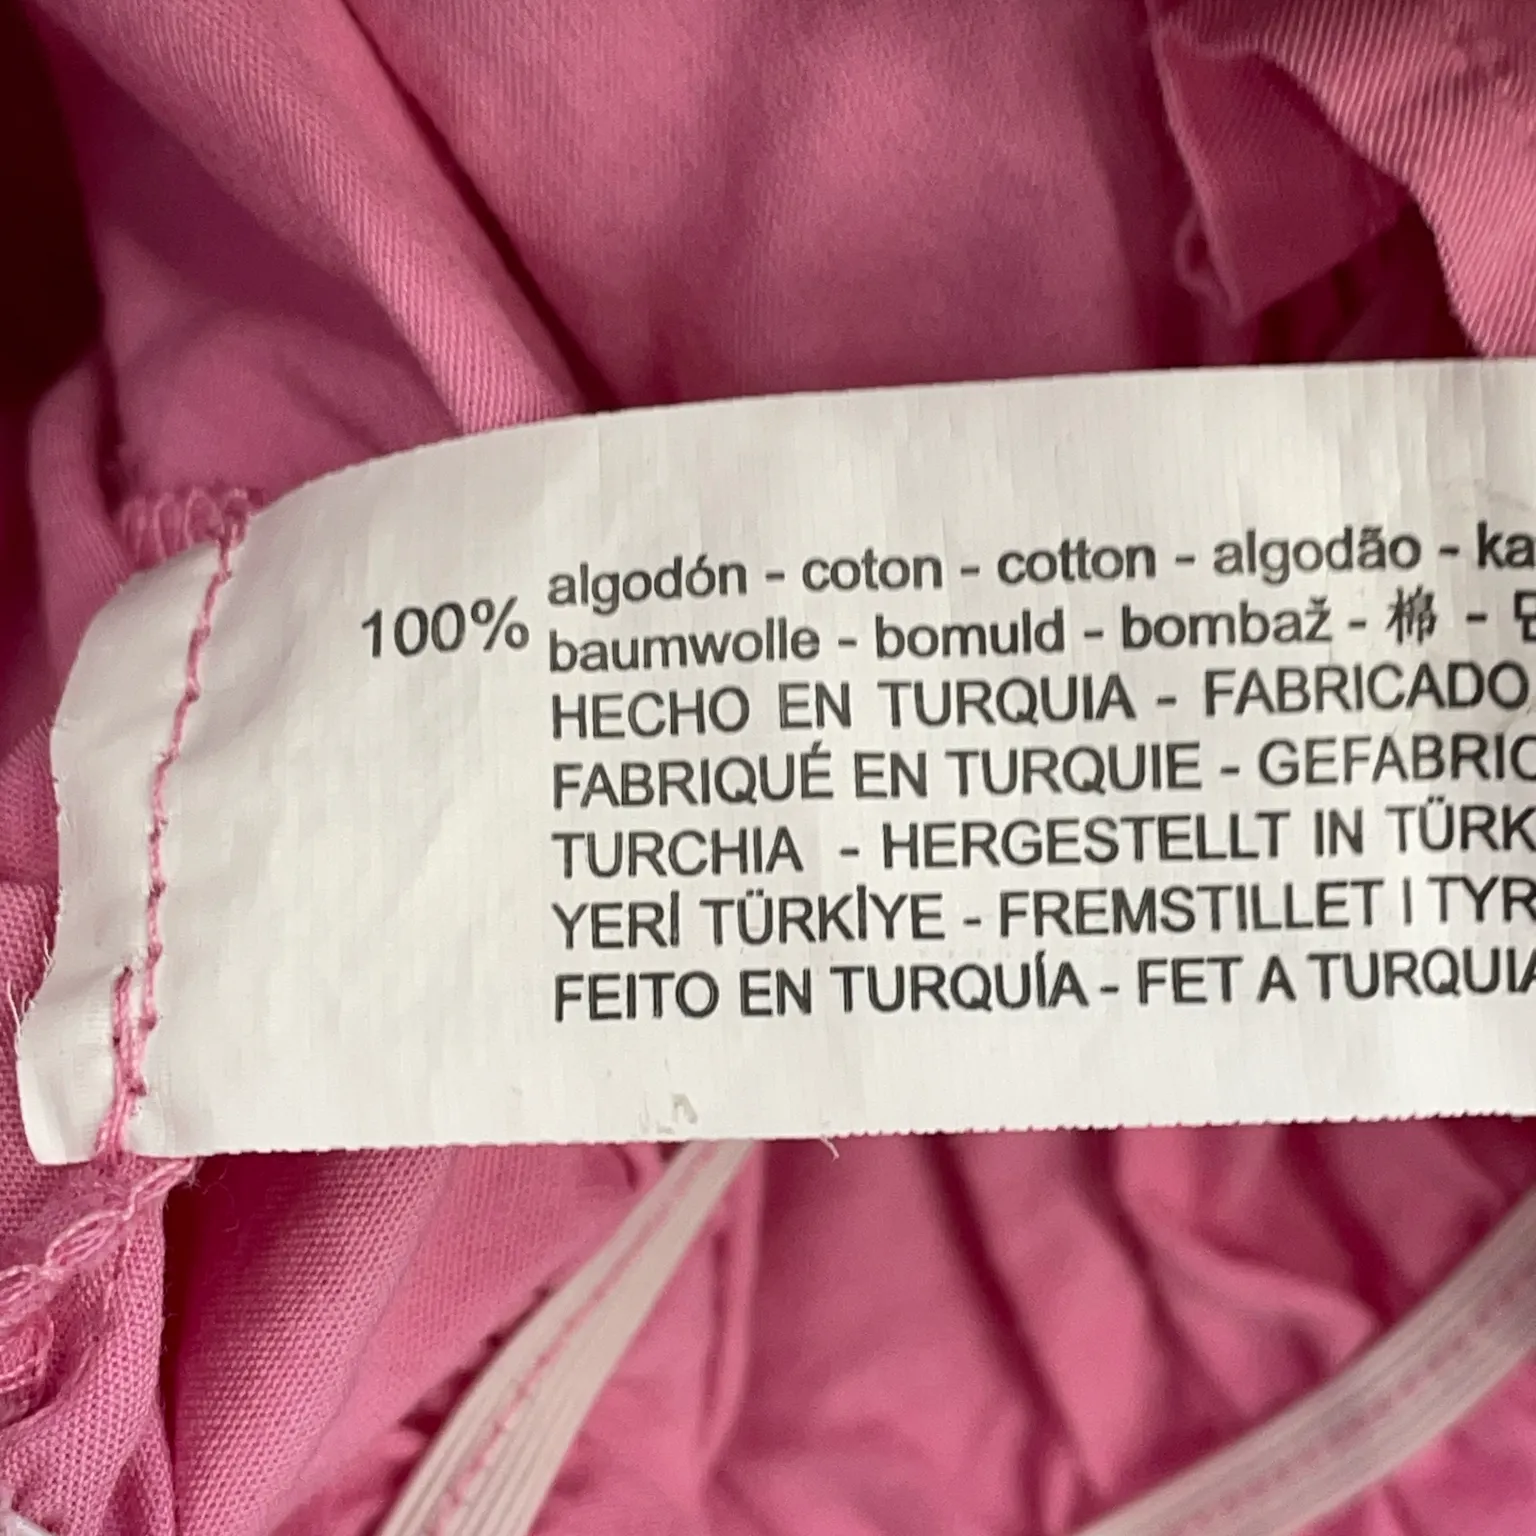 100% algodón - coton - cotton - algodão - ka
baumwolle - bomuld - bombaž - 棉 -
HECHO EN TURQUIA - FABRICADO
FABRIQUÉ EN TURQUIE - GEFABRIC
TURCHIA - HERGESTELLT IN TÜRK
YERİ TÜRKİYE - FREMSTILLET I TYR
FEITO EN TURQUÍA - FET A TURQUIA